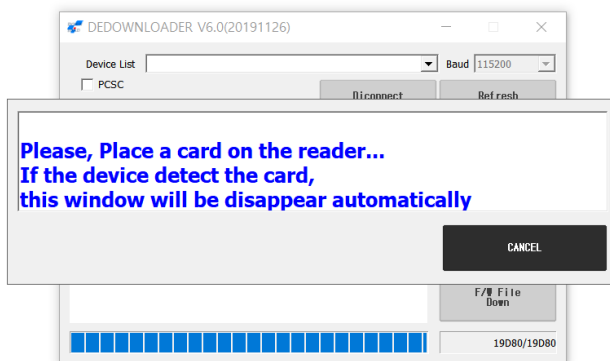 DEDOWNLOADER V6.0(20191126)
Device List
Baud 115200
PCSC
Diconnect
Refresh
Please, Place a card on the reader...
If the device detect the card,
this window will be disappear automatically
CANCEL
F/W File
Down
19D80/19D80